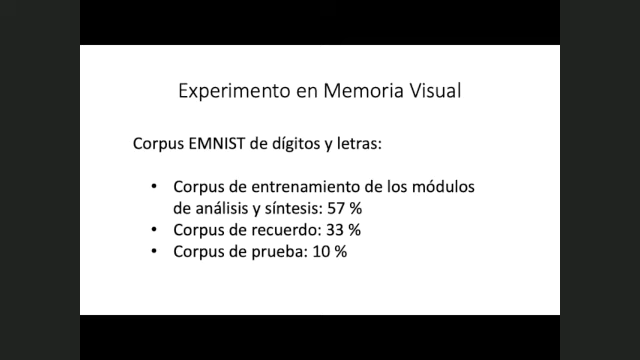 Experimento en Memoria Visual
Corpus EMNIST de dígitos y letras:
• Corpus de entrenamiento de los módulos
de análisis y síntesis: 57 %
• Corpus de recuerdo: 33 %
• Corpus de prueba: 10 %